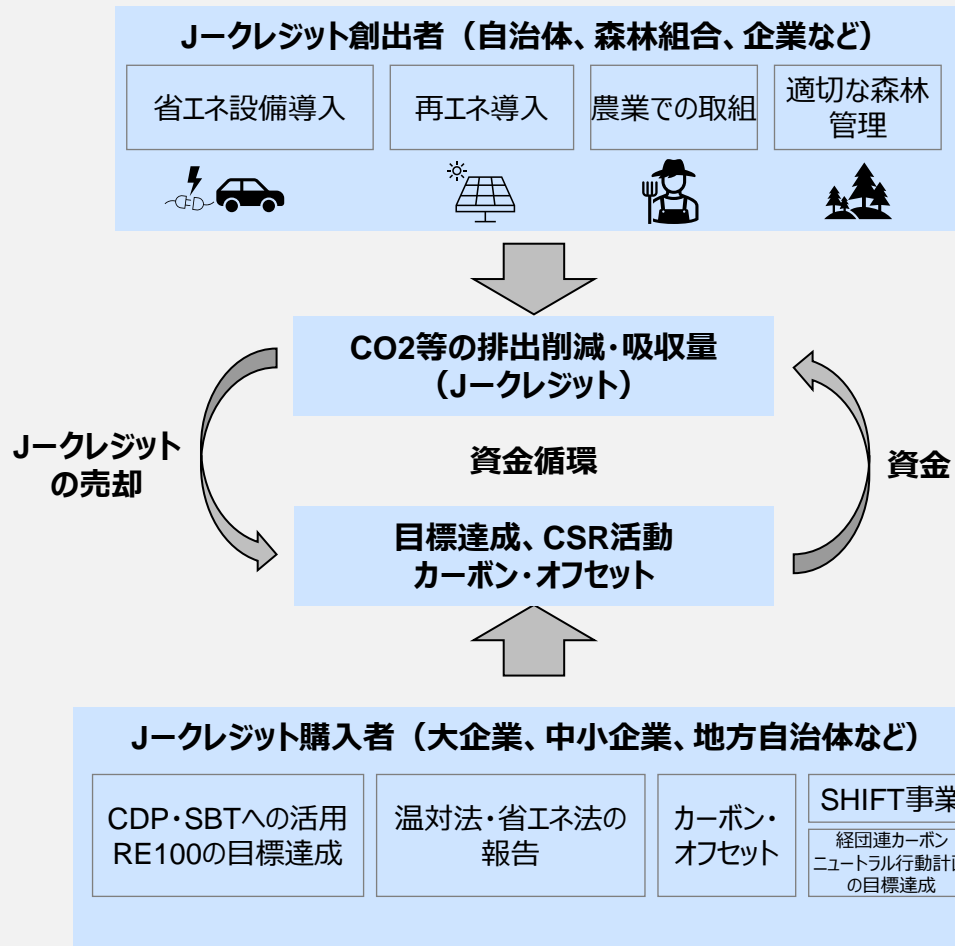 Jークレジット創出者（自治体、森林組合、企業など）
省エネ設備導入
再エネ導入
農業での取組
適切な森林
管理
CO2等の排出削減・吸収量
（Jークレジット）
Jークレジット
の売却
資金循環
資金
目標達成、CSR活動
カーボン・オフセット
Jークレジット購入者（大企業、中小企業、地方自治体など）
CDP・SBTへの活用
RE100の目標達成
温対法・省エネ法の
報告
カーボン・
オフセット
SHIFT事業
経団連カーボン
ニュートラル行動計画
の目標達成